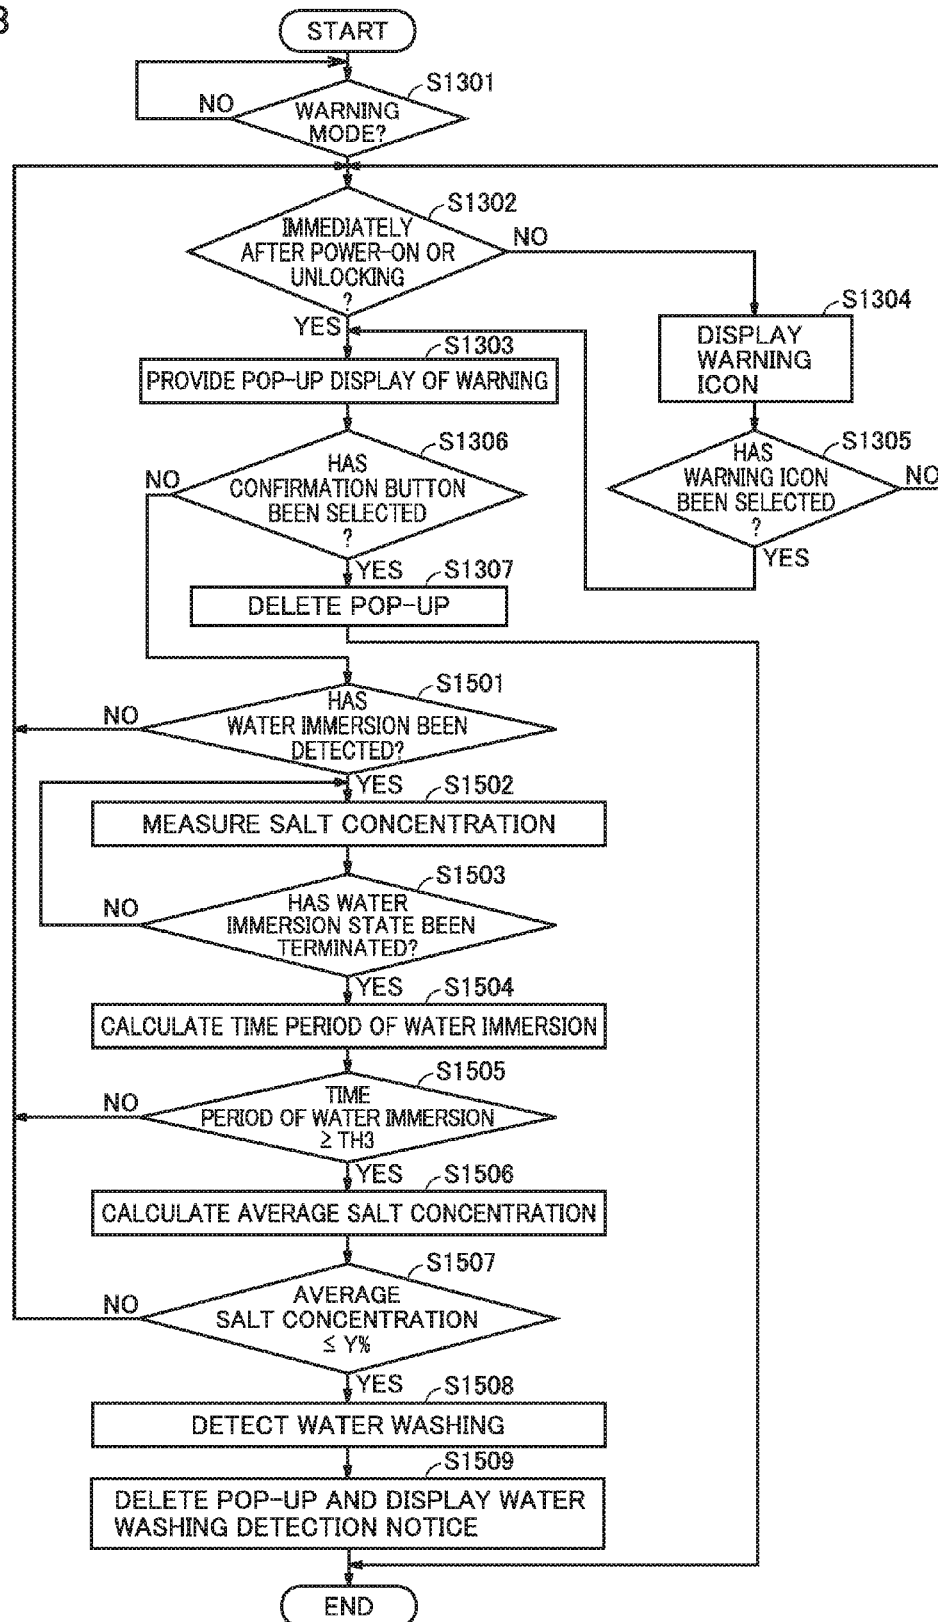 START
S1301
NO
WARNING
MODE?
S1302
IMMEDIATELY
AFTER POWER-ON OR
UNLOCKING
?
NO
YES
S1304
DISPLAY
WARNING
ICON
S1303
PROVIDE POP-UP DISPLAY OF WARNING
S1306
HAS
CONFIRMATION BUTTON
BEEN SELECTED
?
NO
S1305
HAS
WARNING ICON
BEEN SELECTED
?
NO
YES
YES
S1307
DELETE POP-UP
S1501
HAS
WATER IMMERSION BEEN
DETECTED?
NO
YES
S1502
MEASURE SALT CONCENTRATION
S1503
HAS WATER
IMMERSION STATE BEEN
TERMINATED?
NO
YES
S1504
CALCULATE TIME PERIOD OF WATER IMMERSION
S1505
TIME
PERIOD OF WATER IMMERSION
≥ TH3
NO
YES
S1506
CALCULATE AVERAGE SALT CONCENTRATION
S1507
AVERAGE
SALT CONCENTRATION
≤ Y%
NO
YES
S1508
DETECT WATER WASHING
S1509
DELETE POP-UP AND DISPLAY WATER
WASHING DETECTION NOTICE
END